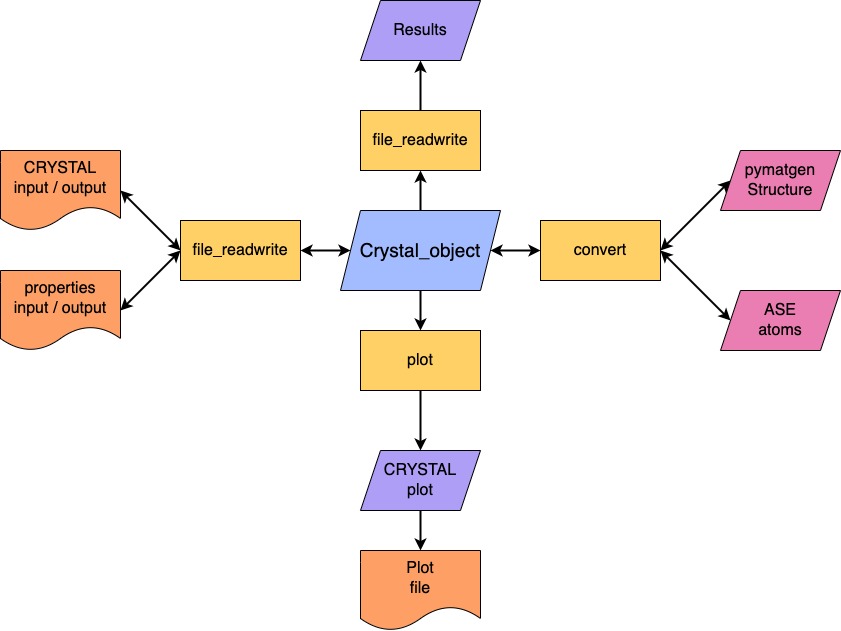 Results
file_readwrite
CRYSTAL
input / output
pymatgen
Structure
file_readwrite
Crystal_object
convert
properties
input / output
ASE
atoms
plot
CRYSTAL
plot
Plot
file